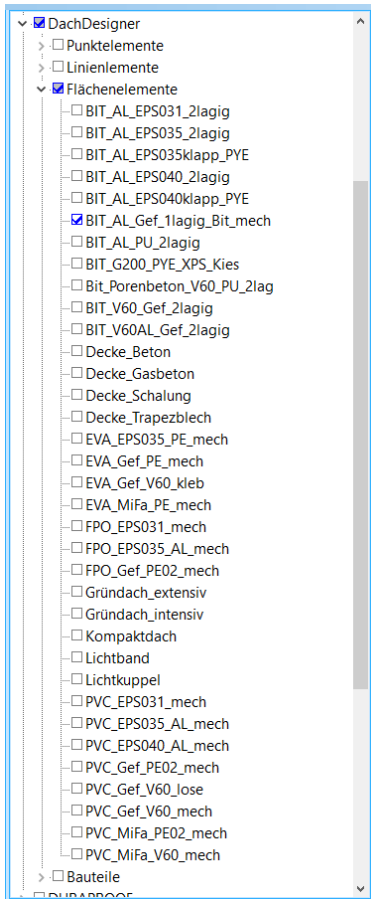 DachDesigner
Punktelemente
Linienlemente
Flächenelemente
BIT_AL_EPS031_2lagig
BIT_AL_EPS035_2lagig
BIT_AL_EPS035klapp_PYE
BIT_AL_EPS040_2lagig
BIT_AL_EPS040klapp_PYE
BIT_AL_Gef_1lagig_Bit_mech
BIT_AL_PU_2lagig
BIT_G200_PYE_XPS_Kies
Bit_Porenbeton_V60_PU_2lag
BIT_V60_Gef_2lagig
BIT_V60AL_Gef_2lagig
Decke_Beton
Decke_Gasbeton
Decke_Schalung
Decke_Trapezblech
EVA_EPS035_PE_mech
EVA_Gef_PE_mech
EVA_Gef_V60_kleb
EVA_MiFa_PE_mech
FPO_EPS031_mech
FPO_EPS035_AL_mech
FPO_Gef_PE02_mech
Gründach_extensiv
Gründach_intensiv
Kompaktdach
Lichtband
Lichtkuppel
PVC_EPS031_mech
PVC_EPS035_AL_mech
PVC_EPS040_AL_mech
PVC_Gef_PE02_mech
PVC_Gef_V60_lose
PVC_Gef_V60_mech
PVC_MiFa_PE02_mech
PVC_MiFa_V60_mech
Bauteile